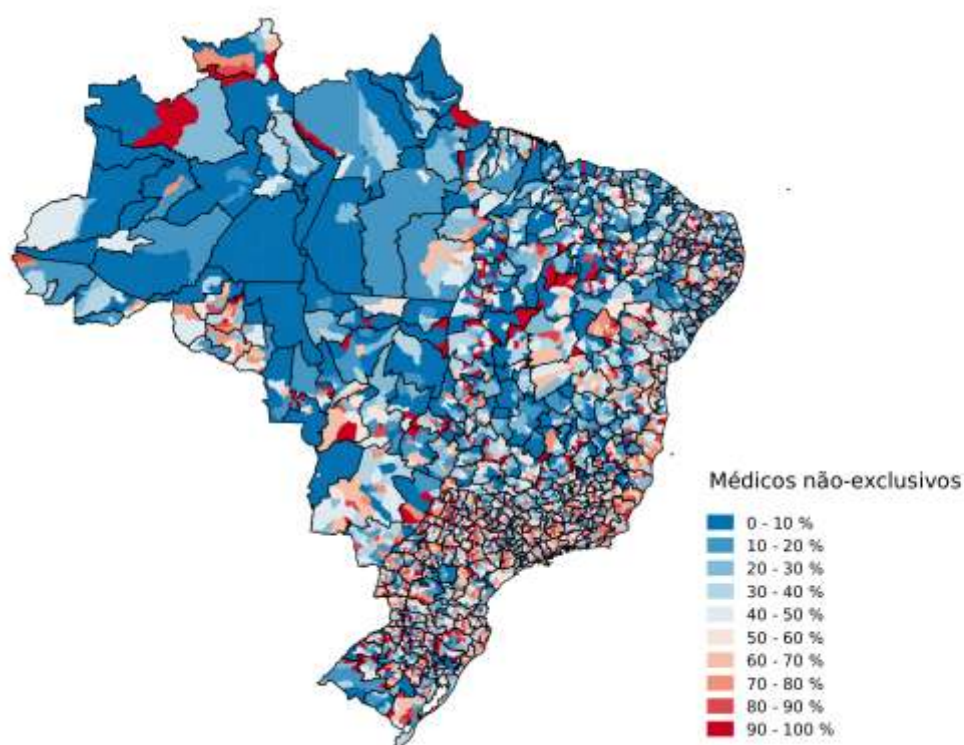 Médicos não-exclusivos
0 - 10 %
10 - 20 %
20 - 30 %
30 - 40 %
40 - 50 %
50 - 60 %
60 - 70 %
70 - 80 %
80 - 90 %
90 - 100 %